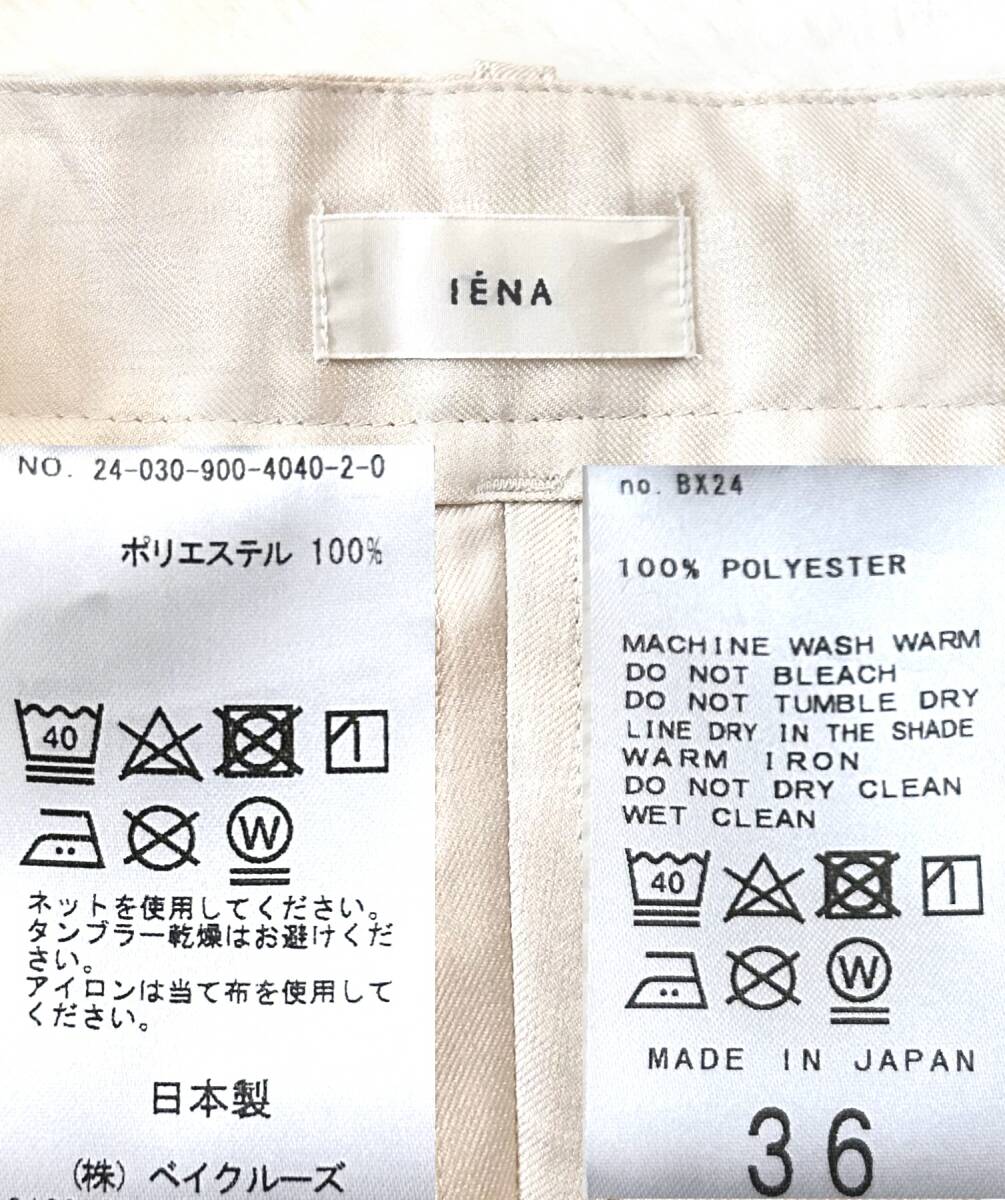 IÉNA
NO. 24-030-900-4040-2-0
ポリエステル 100%
40
W
ネットを使用してください。
タンブラー乾燥はお避けくだ
さい。
アイロンは当て布を使用して
ください。
日本製
(株) ベイクルーズ
no. BX24
100% POLYESTER
MACHINE WASH WARM
DO NOT BLEACH
DO NOT TUMBLE DRY
LINE DRY IN THE SHADE
WARM IRON
DO NOT DRY CLEAN
WET CLEAN
40
W
MADE IN JAPAN
36